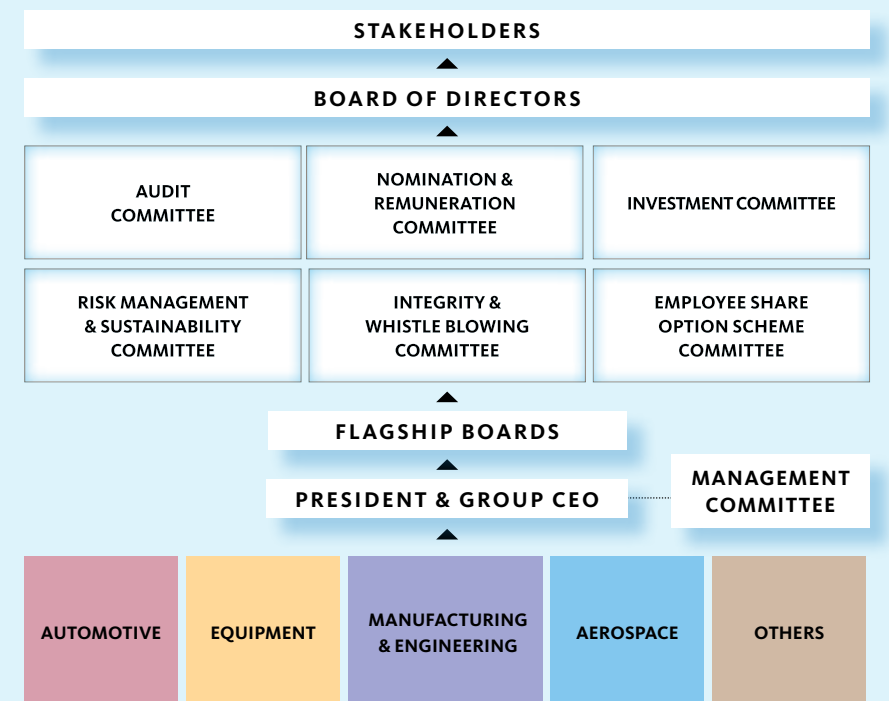 STAKEHOLDERS
BOARD OF DIRECTORS
AUDIT
COMMITTEE
NOMINATION &
REMUNERATION
COMMITTEE
INVESTMENT COMMITTEE
RISK MANAGEMENT
& SUSTAINABILITY
COMMITTEE
INTEGRITY &
WHISTLE BLOWING
COMMITTEE
EMPLOYEE SHARE
OPTION SCHEME
COMMITTEE
FLAGSHIP BOARDS
PRESIDENT & GROUP CEO
MANAGEMENT
COMMITTEE
AUTOMOTIVE
EQUIPMENT
MANUFACTURING
& ENGINEERING
AEROSPACE
OTHERS